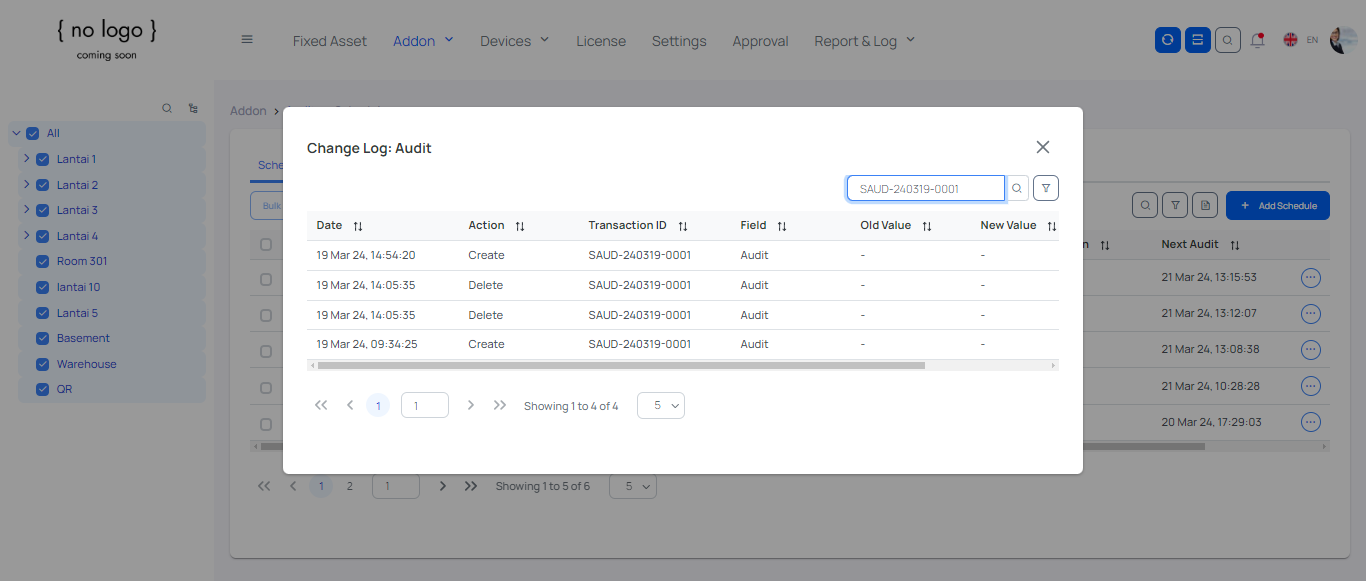 { no logo }
coming soon
Fixed Asset Addon Devices License Settings Approval Report & Log EN
Addon >
All
Lantai 1
Lantai 2
Lantai 3
Lantai 4
Room 301
lantai 10
Lantai 5
Basement
Warehouse
QR
Sche
Bulk
Add Schedule
Next Audit
21 Mar 24, 13:15:53
21 Mar 24, 13:12:07
21 Mar 24, 13:08:38
21 Mar 24, 10:28:28
20 Mar 24, 17:29:03
1 2 1 Showing 1 to 5 of 6 5
Change Log: Audit
SAUD-240319-0001
Date Action Transaction ID Field Old Value New Value
19 Mar 24, 14:54:20 Create SAUD-240319-0001 Audit - -
19 Mar 24, 14:05:35 Delete SAUD-240319-0001 Audit - -
19 Mar 24, 14:05:35 Delete SAUD-240319-0001 Audit - -
19 Mar 24, 09:34:25 Create SAUD-240319-0001 Audit - -
1 1 Showing 1 to 4 of 4 5